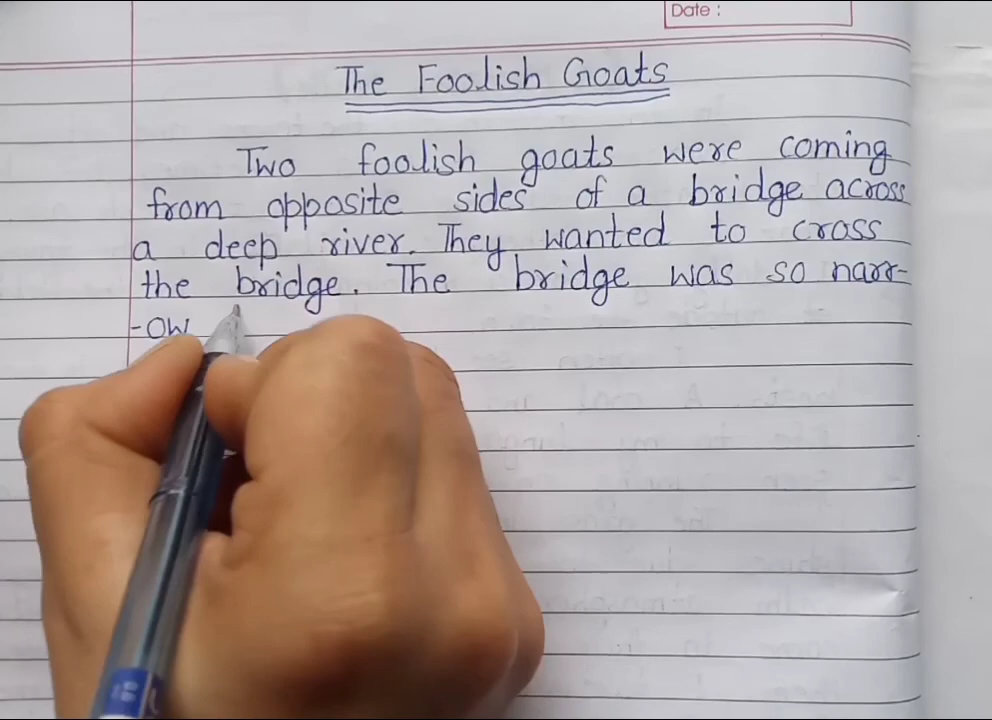 Date :
The Foolish Goats
Two foolish goats were coming
from opposite sides of a bridge across
a deep river. They wanted to cross
the bridge. The bridge was so narr-
-ow